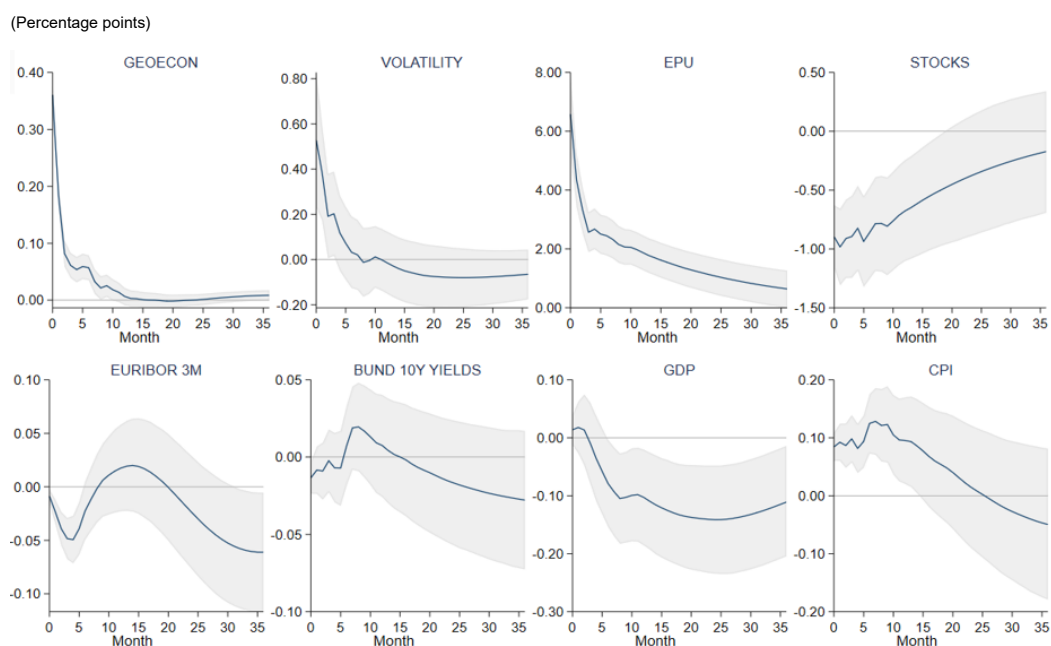 (Percentage points)
GEOECON
0.40
0.30
0.20
0.10
0.00
0 5 10 15 20 25 30 35
Month
VOLATILITY
0.80
0.60
0.40
0.20
0.00
-0.20
0 5 10 15 20 25 30 35
Month
EPU
8.00
6.00
4.00
2.00
0.00
0 5 10 15 20 25 30 35
Month
STOCKS
0.50
0.00
-0.50
-1.00
-1.50
0 5 10 15 20 25 30 35
Month
EURIBOR 3M
0.10
0.05
0.00
-0.05
-0.10
0 5 10 15 20 25 30 35
Month
BUND 10Y YIELDS
0.05
0.00
-0.05
-0.10
0 5 10 15 20 25 30 35
Month
GDP
0.10
0.00
-0.10
-0.20
-0.30
0 5 10 15 20 25 30 35
Month
CPI
0.20
0.10
0.00
-0.10
-0.20
0 5 10 15 20 25 30 35
Month